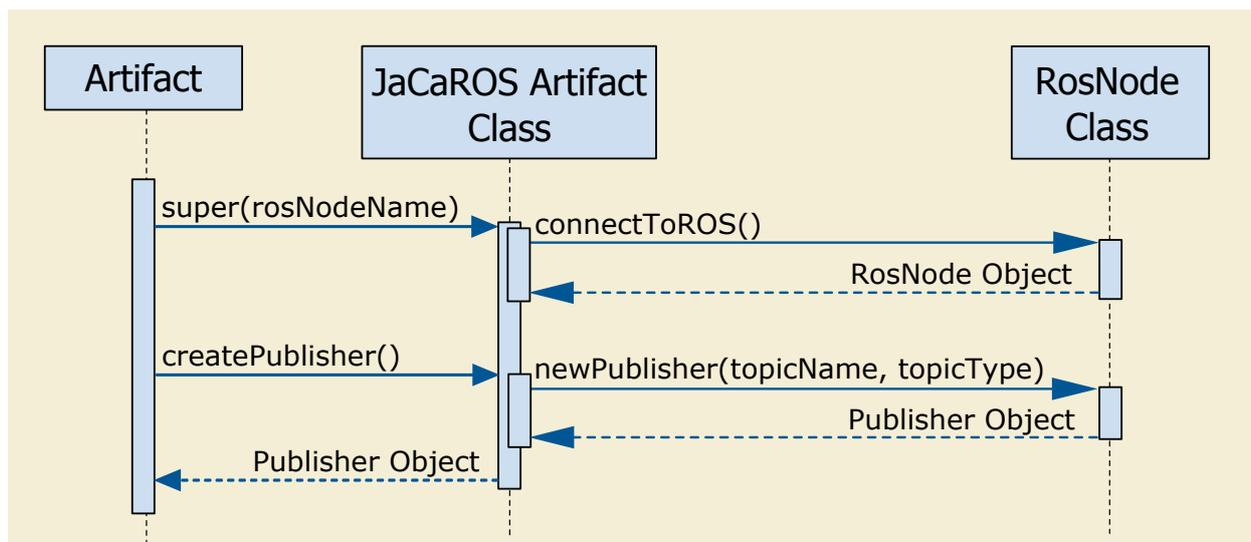 Artifact
JaCaROS Artifact
Class
RosNode
Class
super(rosNodeName)
connectToROS()
RosNode Object
createPublisher()
newPublisher(topicName, topicType)
Publisher Object
Publisher Object